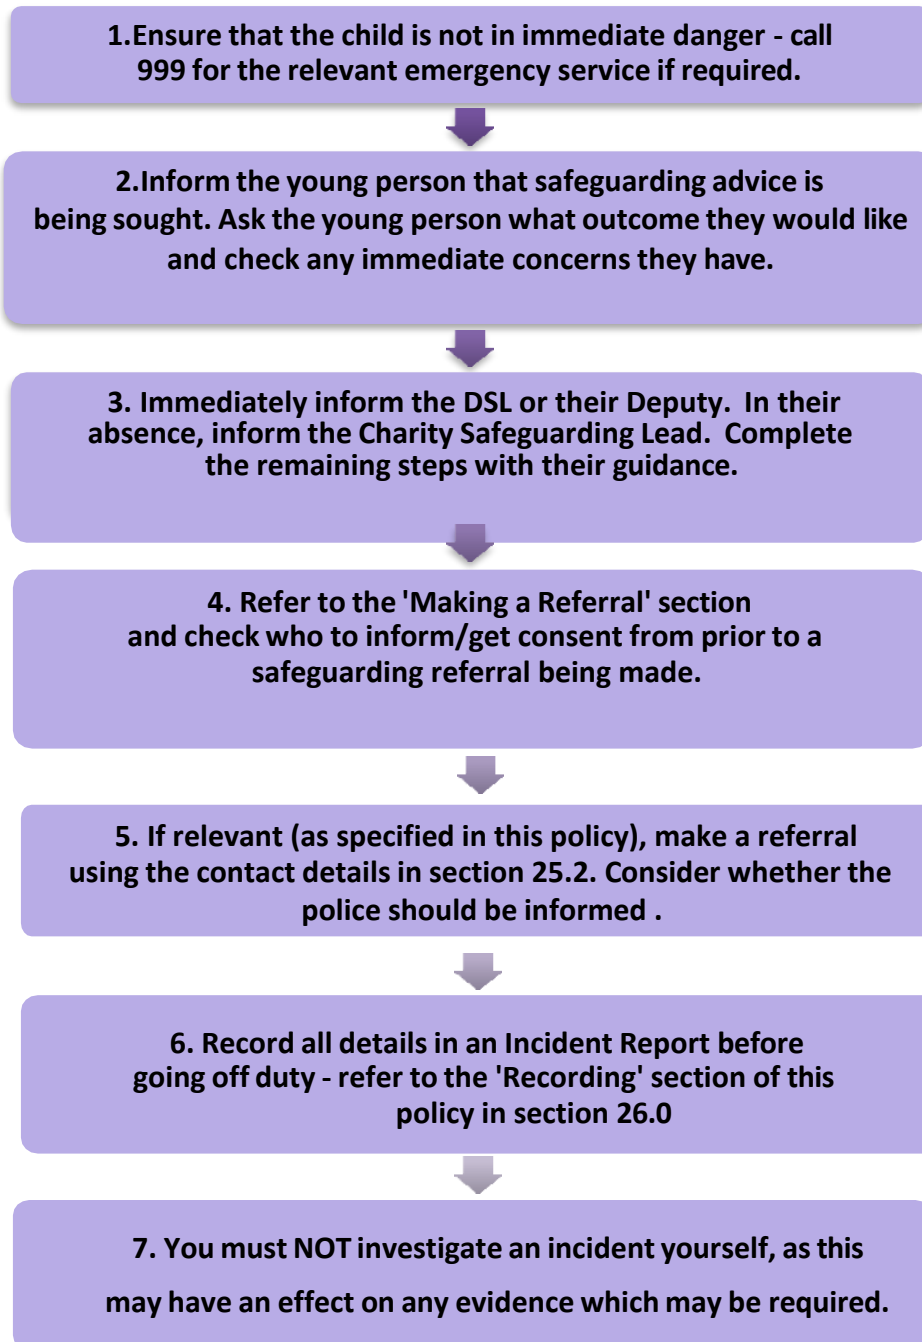 1.Ensure that the child is not in immediate danger - call
999 for the relevant emergency service if required.
2.Inform the young person that safeguarding advice is
being sought. Ask the young person what outcome they would like
and check any immediate concerns they have.
3. Immediately inform the DSL or their Deputy.  In their
absence, inform the Charity Safeguarding Lead.  Complete
the remaining steps with their guidance.
4. Refer to the 'Making a Referral' section
and check who to inform/get consent from prior to a
safeguarding referral being made.
5. If relevant (as specified in this policy), make a referral
using the contact details in section 25.2. Consider whether the
police should be informed .
6. Record all details in an Incident Report before
going off duty - refer to the 'Recording' section of this
policy in section 26.0
7. You must NOT investigate an incident yourself, as this
may have an effect on any evidence which may be required.